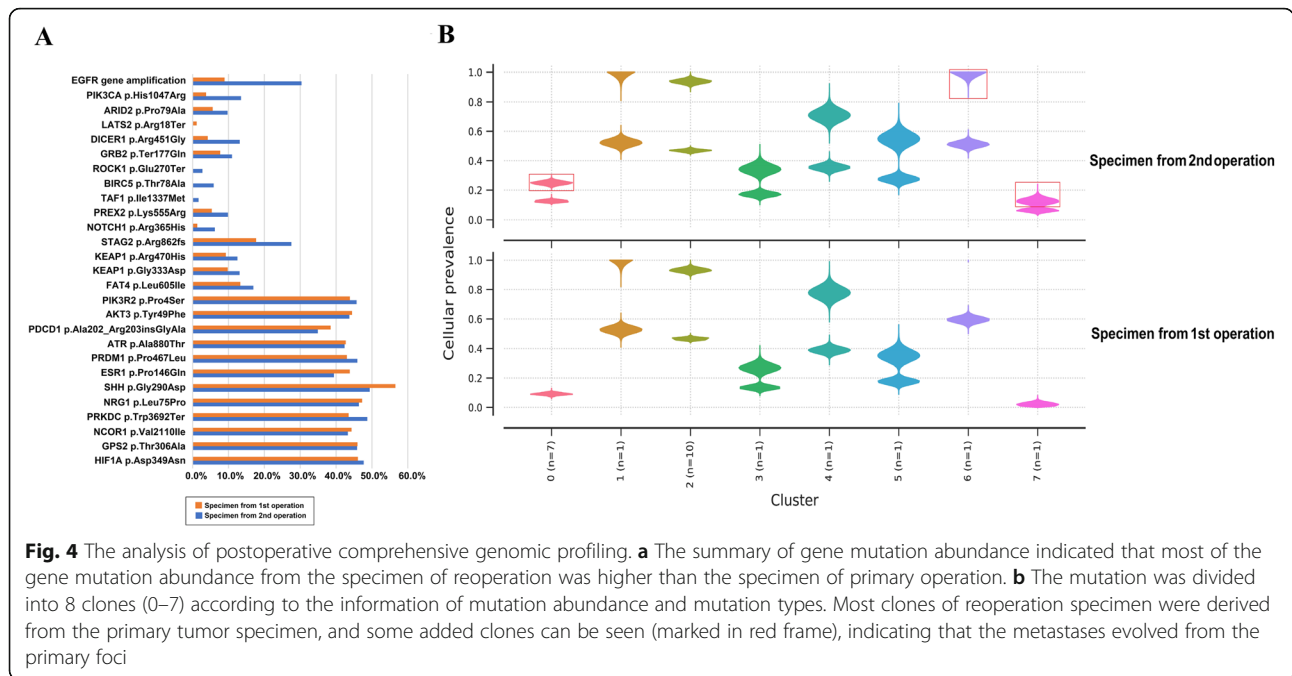 A
EGFR gene amplification
PIK3CA p.His1047Arg
ARID2 p.Pro79Ala
LATS2 p.Arg18Ter
DICER1 p.Arg451Gly
GRB2 p.Ter177Gln
ROCK1 p.Glu270Ter
BIRC5 p.Thr78Ala
TAF1 p.Ile1337Met
PREX2 p.Lys555Arg
NOTCH1 p.Arg365His
STAG2 p.Arg862fs
KEAP1 p.Arg470His
KEAP1 p.Gly333Asp
FAT4 p.Leu605Ile
PIK3R2 p.Pro4Ser
AKT3 p.Tyr49Phe
PDCD1 p.Ala202_Arg203insGlyAla
ATR p.Ala880Thr
PRDM1 p.Pro467Leu
ESR1 p.Pro146Gln
SHH p.Gly290Asp
NRG1 p.Leu75Pro
PRKDC p.Trp3692Ter
NCOR1 p.Val2110Ile
GPS2 p.Thr306Ala
HIF1A p.Asp349Asn
0.0% 10.0% 20.0% 30.0% 40.0% 50.0% 60.0%
Specimen from 1st operation
Specimen from 2nd operation
B
Cellular prevalence
1.0
0.8
0.6
0.4
0.2
0.0
Specimen from 2nd operation
1.0
0.8
0.6
0.4
0.2
0.0
Specimen from 1st operation
0 (n=7)
1 (n=1)
2 (n=10)
3 (n=1)
4 (n=1)
5 (n=1)
6 (n=1)
7 (n=1)
Cluster
Fig. 4 The analysis of postoperative comprehensive genomic profiling. a The summary of gene mutation abundance indicated that most of the
gene mutation abundance from the specimen of reoperation was higher than the specimen of primary operation. b The mutation was divided
into 8 clones (0–7) according to the information of mutation abundance and mutation types. Most clones of reoperation specimen were derived
from the primary tumor specimen, and some added clones can be seen (marked in red frame), indicating that the metastases evolved from the
primary foci